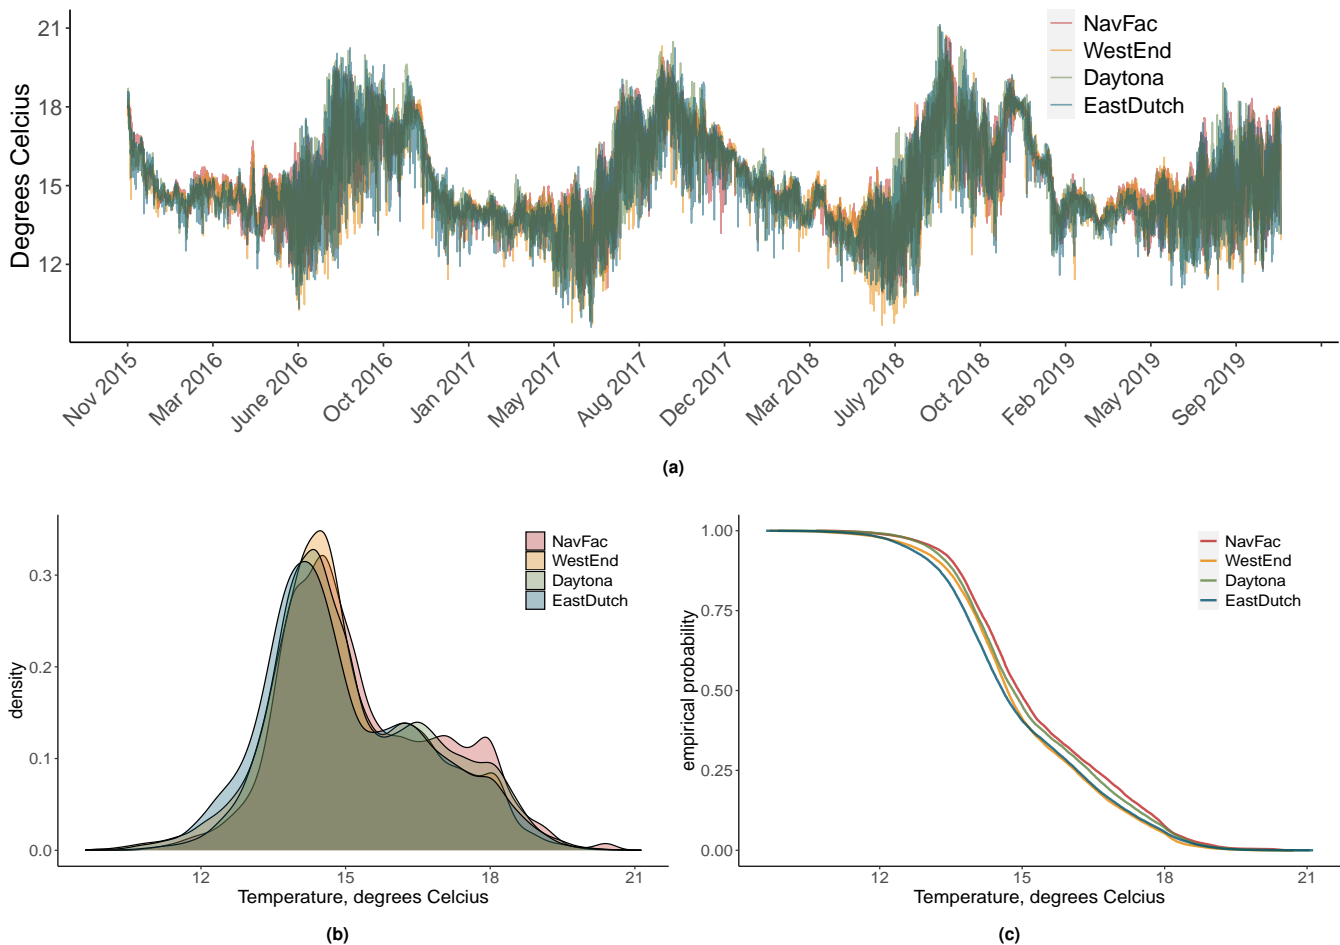 21
18
15
12
Degrees Celcius
NavFac
WestEnd
Daytona
EastDutch
Nov 2015
Mar 2016
June 2016
Oct 2016
Jan 2017
May 2017
Aug 2017
Dec 2017
Mar 2018
July 2018
Oct 2018
Feb 2019
May 2019
Sep 2019
(a)
0.3
0.2
0.1
0.0
density
NavFac
WestEnd
Daytona
EastDutch
12 15 18 21
Temperature, degrees Celcius
(b)
1.00
0.75
0.50
0.25
0.00
empirical probability
NavFac
WestEnd
Daytona
EastDutch
12 15 18 21
Temperature, degrees Celcius
(c)